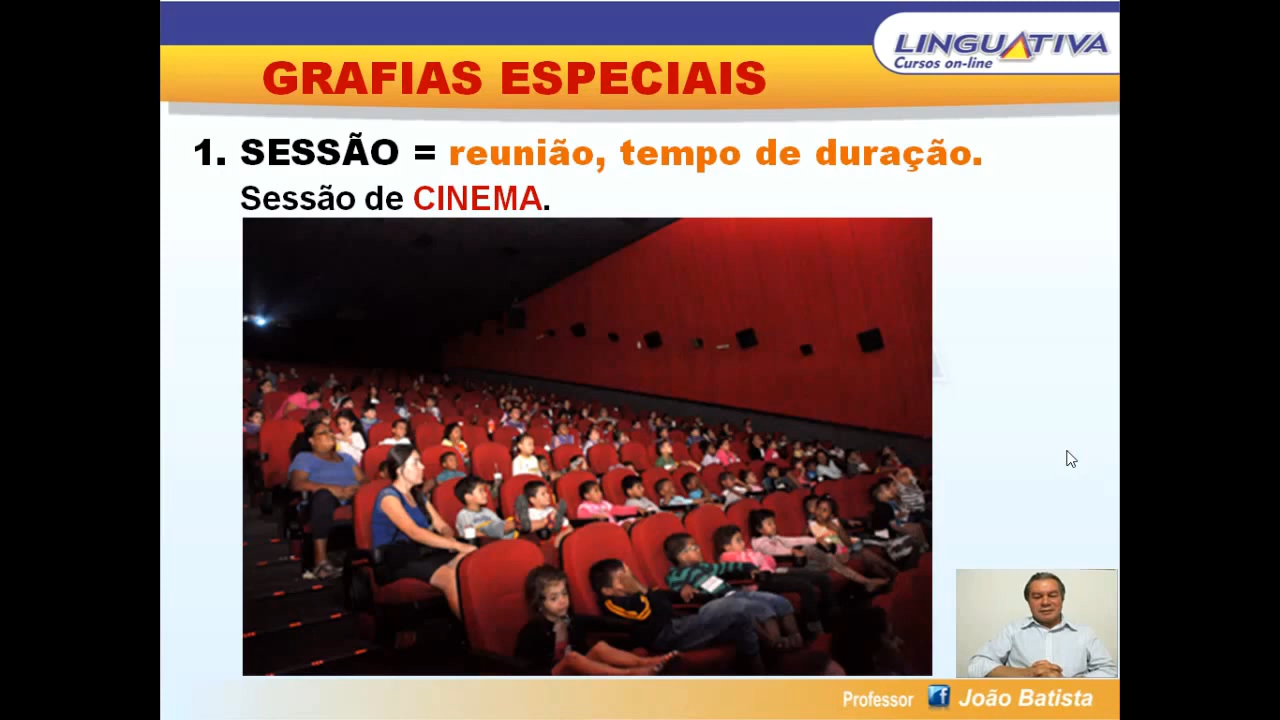 LINGUATIVA
Cursos on-line
GRAFIAS ESPECIAIS
1. SESSÃO = reunião, tempo de duração.
Sessão de CINEMA.
Professor f João Batista